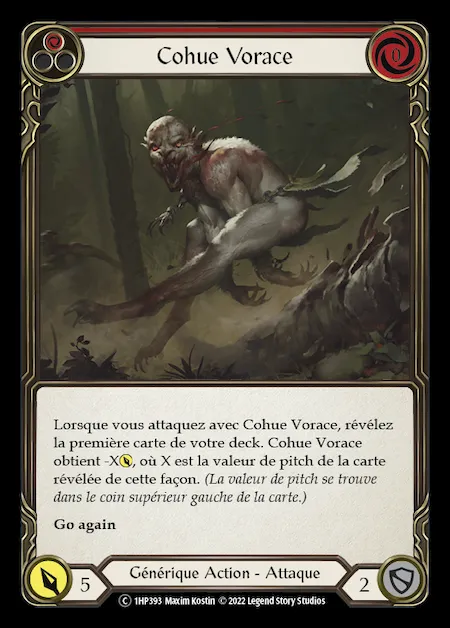 Cohue Vorace
0
Lorsque vous attaquez avec Cohue Vorace, révélez
la première carte de votre deck. Cohue Vorace
obtient -X, où X est la valeur de pitch de la carte
révélée de cette façon. (La valeur de pitch se trouve
dans le coin supérieur gauche de la carte.)
Go again
5
Générique Action - Attaque
2
C 1HP393 Maxim Kostin © 2022 Legend Story Studios